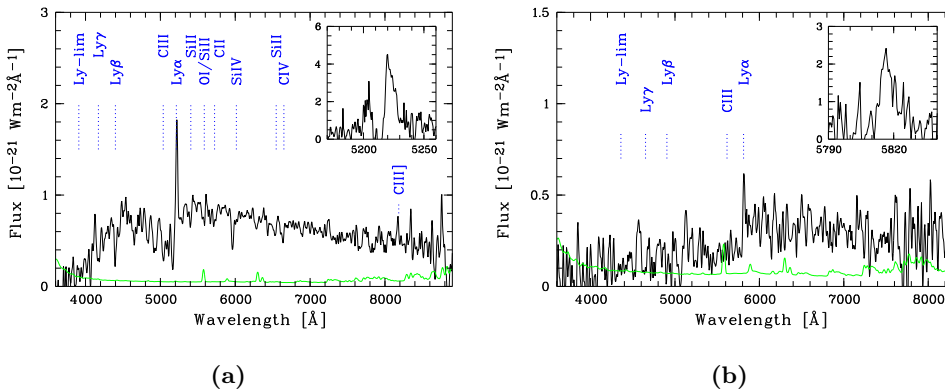 Flux [10⁻²¹ Wm⁻²Å⁻¹]
3
2
1
0
Ly-lim
Lyγ
Lyβ
CIII
Lyα
SiII
OI/SiII
CII
SiIV
SiII
CIV
CIII]
6
4
2
0
5200 5250
4000 5000 6000 7000 8000
Wavelength [Å]
(a)
Flux [10⁻²¹ Wm⁻²Å⁻¹]
1.5
1
0.5
0
Ly-lim
Lyγ
Lyβ
CIII
Lyα
3
2
1
0
5790 5820
4000 5000 6000 7000 8000
Wavelength [Å]
(b)